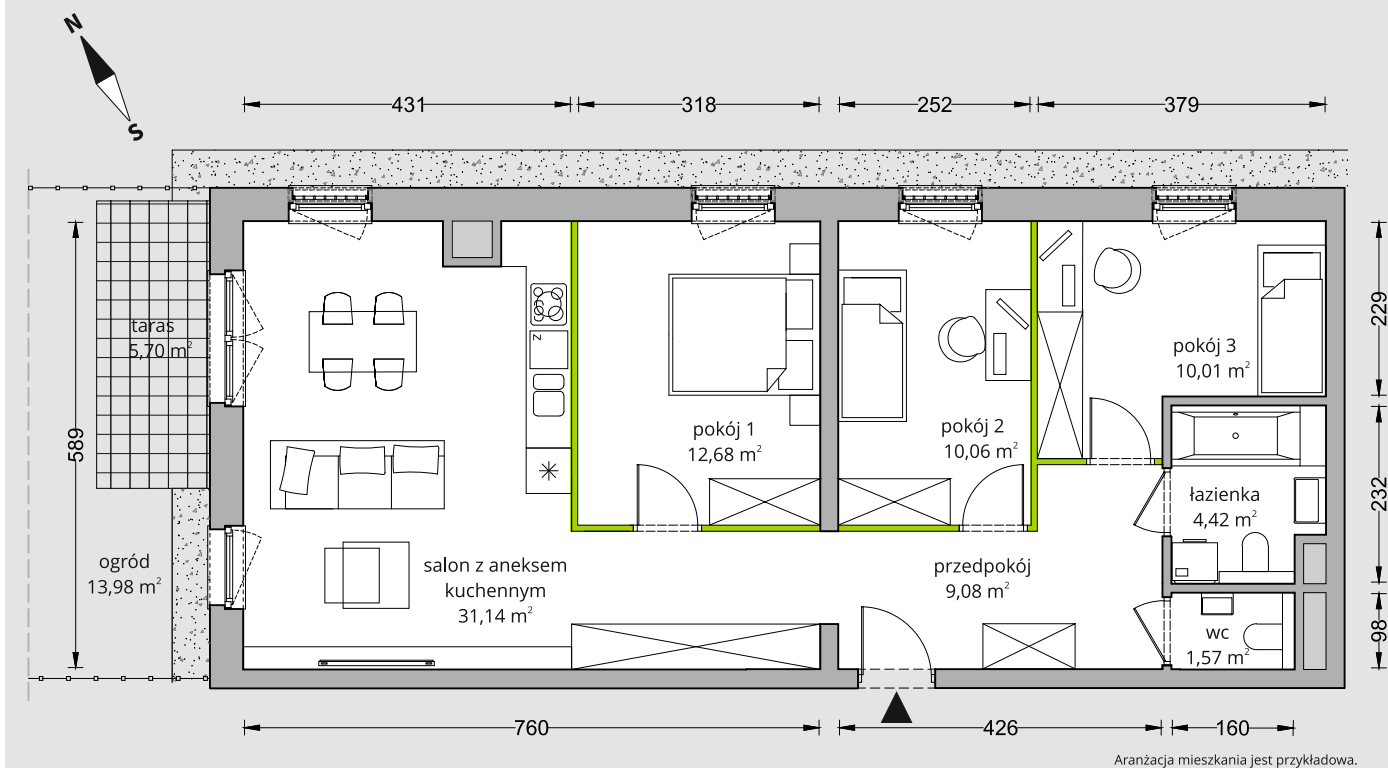 N
S
431
318
252
379
taras
5,70 m²
589
pokój 1
12,68 m²
pokój 2
10,06 m²
pokój 3
10,01 m²
229
Z
łazienka
4,42 m²
232
ogród
13,98 m²
salon z aneksem
kuchennym
31,14 m²
przedpokój
9,08 m²
wc
1,57 m²
98
760
426
160
Aranżacja mieszkania jest przykładowa.